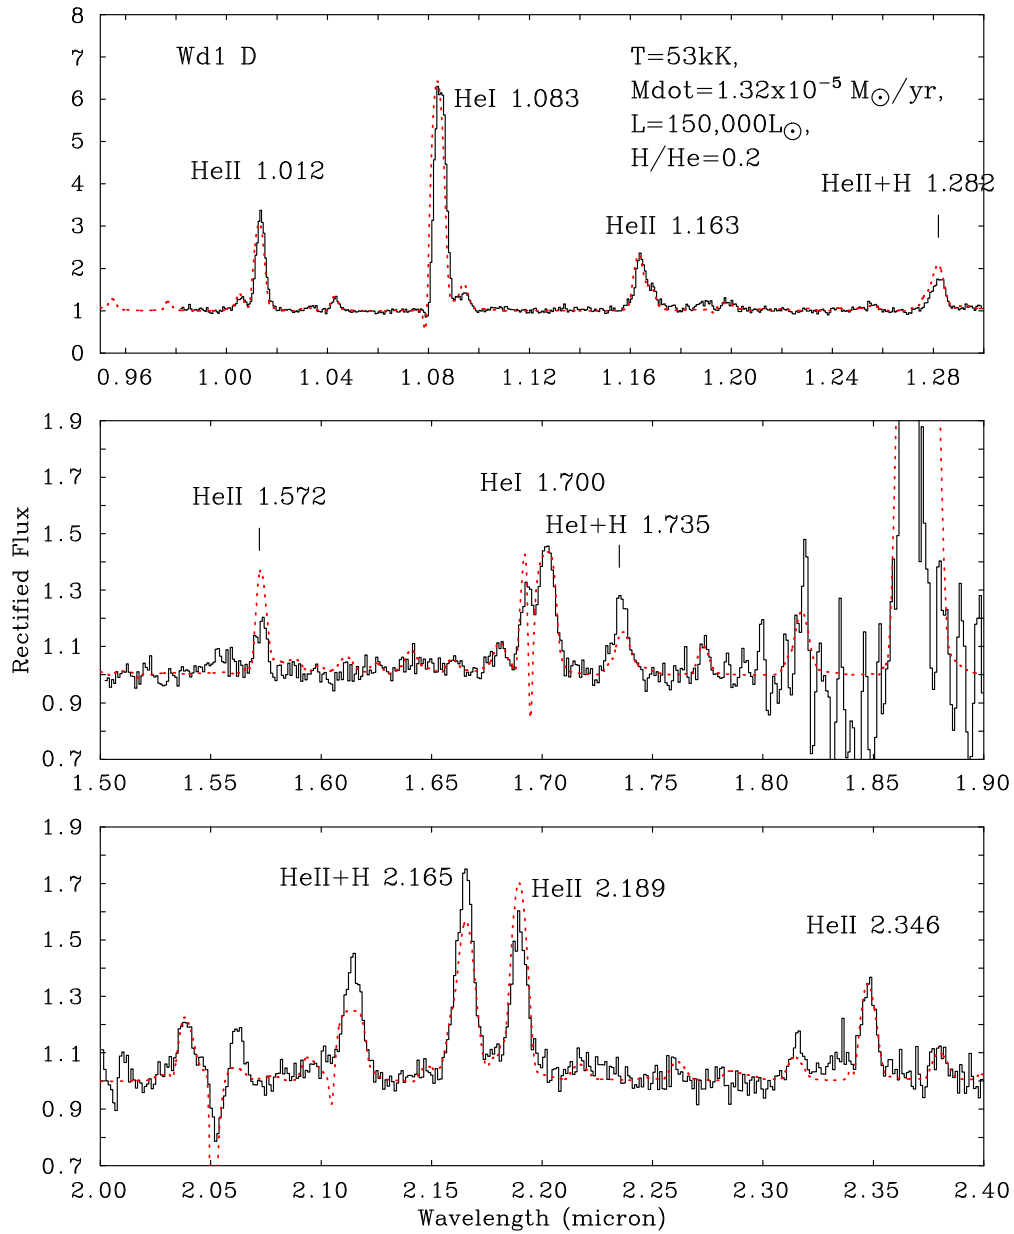 8
7
6
5
4
3
2
1
0
Wd1 D
T=53kK,
Mdot=1.32x10⁻⁵ M⊙/yr,
L=150,000L⊙,
H/He=0.2
HeI 1.083
HeII 1.012
HeII 1.163
HeII+H 1.282
0.96 1.00 1.04 1.08 1.12 1.16 1.20 1.24 1.28
Rectified Flux
1.9
1.7
1.5
1.3
1.1
0.9
0.7
HeII 1.572
HeI 1.700
HeI+H 1.735
1.50 1.55 1.60 1.65 1.70 1.75 1.80 1.85 1.90
1.9
1.7
1.5
1.3
1.1
0.9
0.7
HeII+H 2.165
HeII 2.189
HeII 2.346
2.00 2.05 2.10 2.15 2.20 2.25 2.30 2.35 2.40
Wavelength (micron)